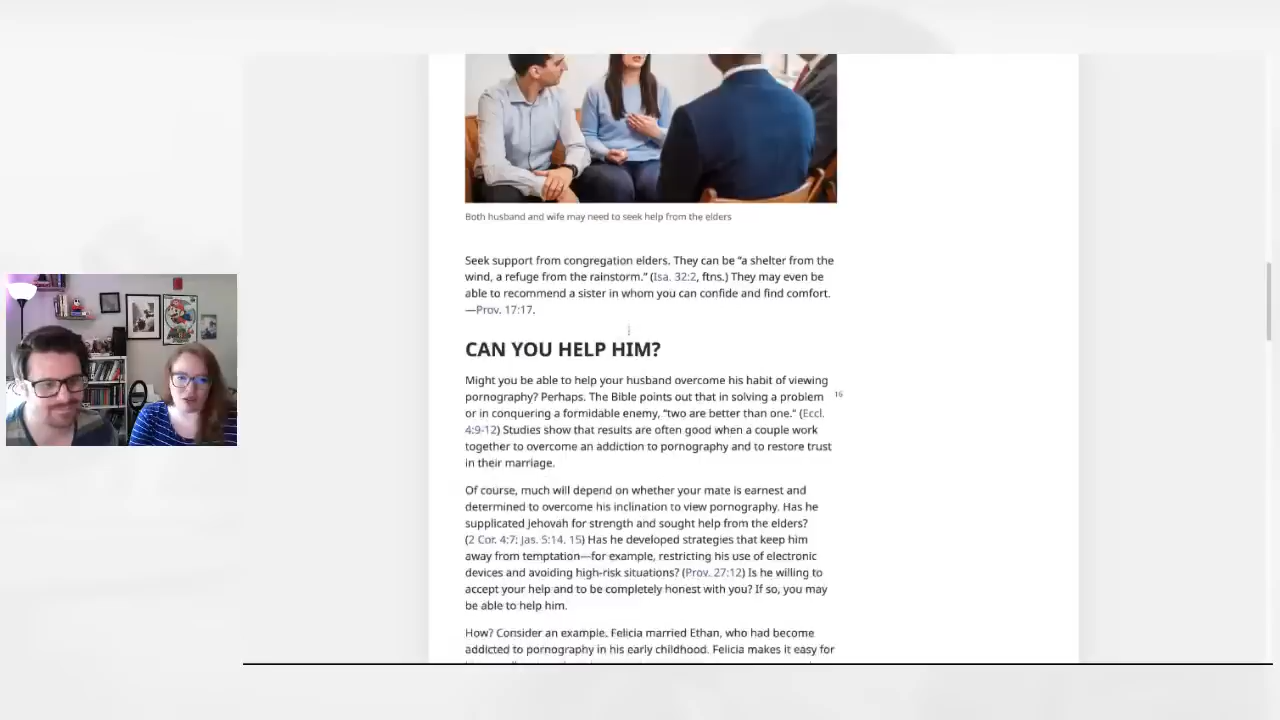 Both husband and wife may need to seek help from the elders
Seek support from congregation elders. They can be “a shelter from the
wind, a refuge from the rainstorm.” (Isa. 32:2, ftns.) They may even be
able to recommend a sister in whom you can confide and find comfort.
—Prov. 17:17.
CAN YOU HELP HIM?
Might you be able to help your husband overcome his habit of viewing
pornography? Perhaps. The Bible points out that in solving a problem
16
or in conquering a formidable enemy, “two are better than one.” (Eccl.
4:9-12) Studies show that results are often good when a couple work
together to overcome an addiction to pornography and to restore trust
in their marriage.
Of course, much will depend on whether your mate is earnest and
determined to overcome his inclination to view pornography. Has he
supplicated Jehovah for strength and sought help from the elders?
(2 Cor. 4:7; Jas. 5:14, 15) Has he developed strategies that keep him
away from temptation—for example, restricting his use of electronic
devices and avoiding high-risk situations? (Prov. 27:12) Is he willing to
accept your help and to be completely honest with you? If so, you may
be able to help him.
How? Consider an example. Felicia married Ethan, who had become
addicted to pornography in his early childhood. Felicia makes it easy for